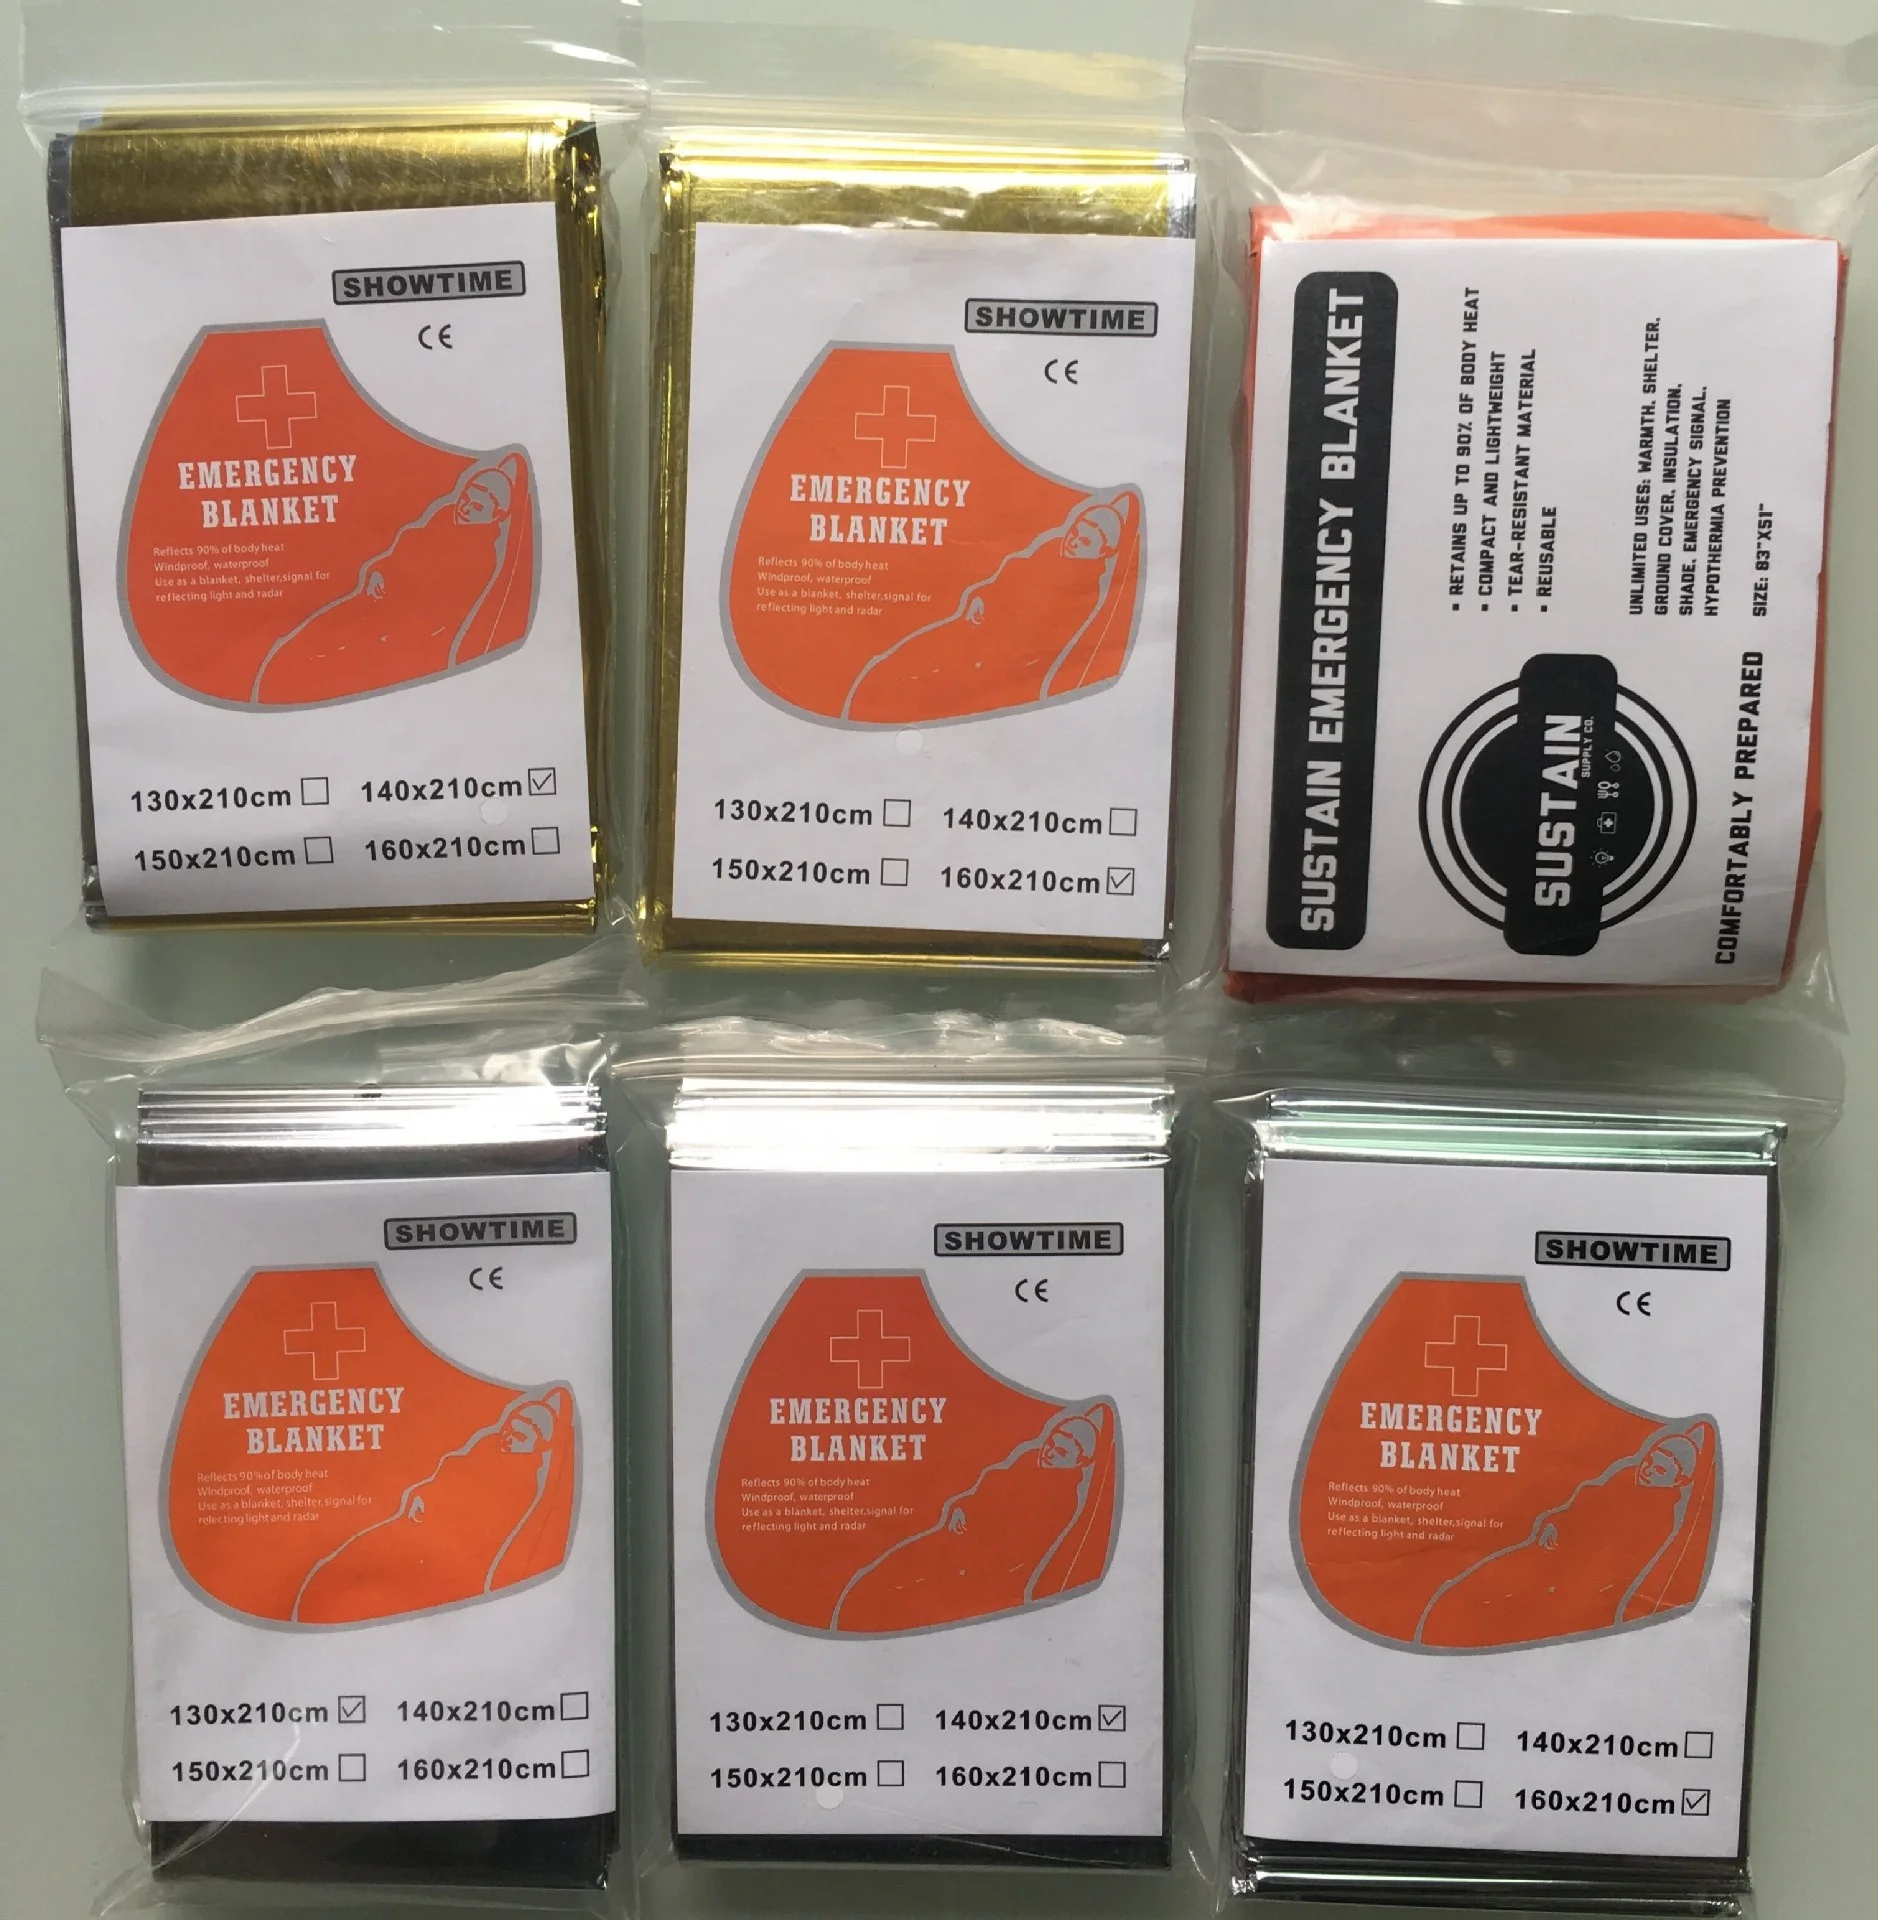 SHOWTIME
CE
EMERGENCY
BLANKET
Reflects 90% of body heat
Windproof, waterproof
Use as a blanket, shelter,signal for
reflecting light and radar
130x210cm 140x210cm
150x210cm 160x210cm
SHOWTIME
CE
EMERGENCY
BLANKET
Reflects 90% of body heat
Windproof, waterproof
Use as a blanket, shelter,signal for
reflecting light and radar
130x210cm 140x210cm
150x210cm 160x210cm
SUSTAIN EMERGENCY BLANKET
▪ RETAINS UP TO 90% OF BODY HEAT
▪ COMPACT AND LIGHTWEIGHT
▪ TEAR-RESISTANT MATERIAL
▪ REUSABLE
UNLIMITED USES: WARMTH, SHELTER,
GROUND COVER, INSULATION,
SHADE, EMERGENCY SIGNAL,
HYPOTHERMIA PREVENTION
SIZE: 83"X51"
SUSTAIN
SUPPLY CO.
COMFORTABLY PREPARED
SHOWTIME
CE
EMERGENCY
BLANKET
Reflects 90% of body heat
Windproof, waterproof
Use as a blanket, shelter,signal for
relecting light and radar
130x210cm 140x210cm
150x210cm 160x210cm
SHOWTIME
CE
EMERGENCY
BLANKET
Reflects 90% of body heat
Windproof, waterproof
Use as a blanket, shelter,signal for
reflecting light and radar
130x210cm 140x210cm
150x210cm 160x210cm
SHOWTIME
CE
EMERGENCY
BLANKET
Reflects 90% of body heat
Windproof, waterproof
Use as a blanket, shelter,signal for
reflecting light and radar
130x210cm 140x210cm
150x210cm 160x210cm